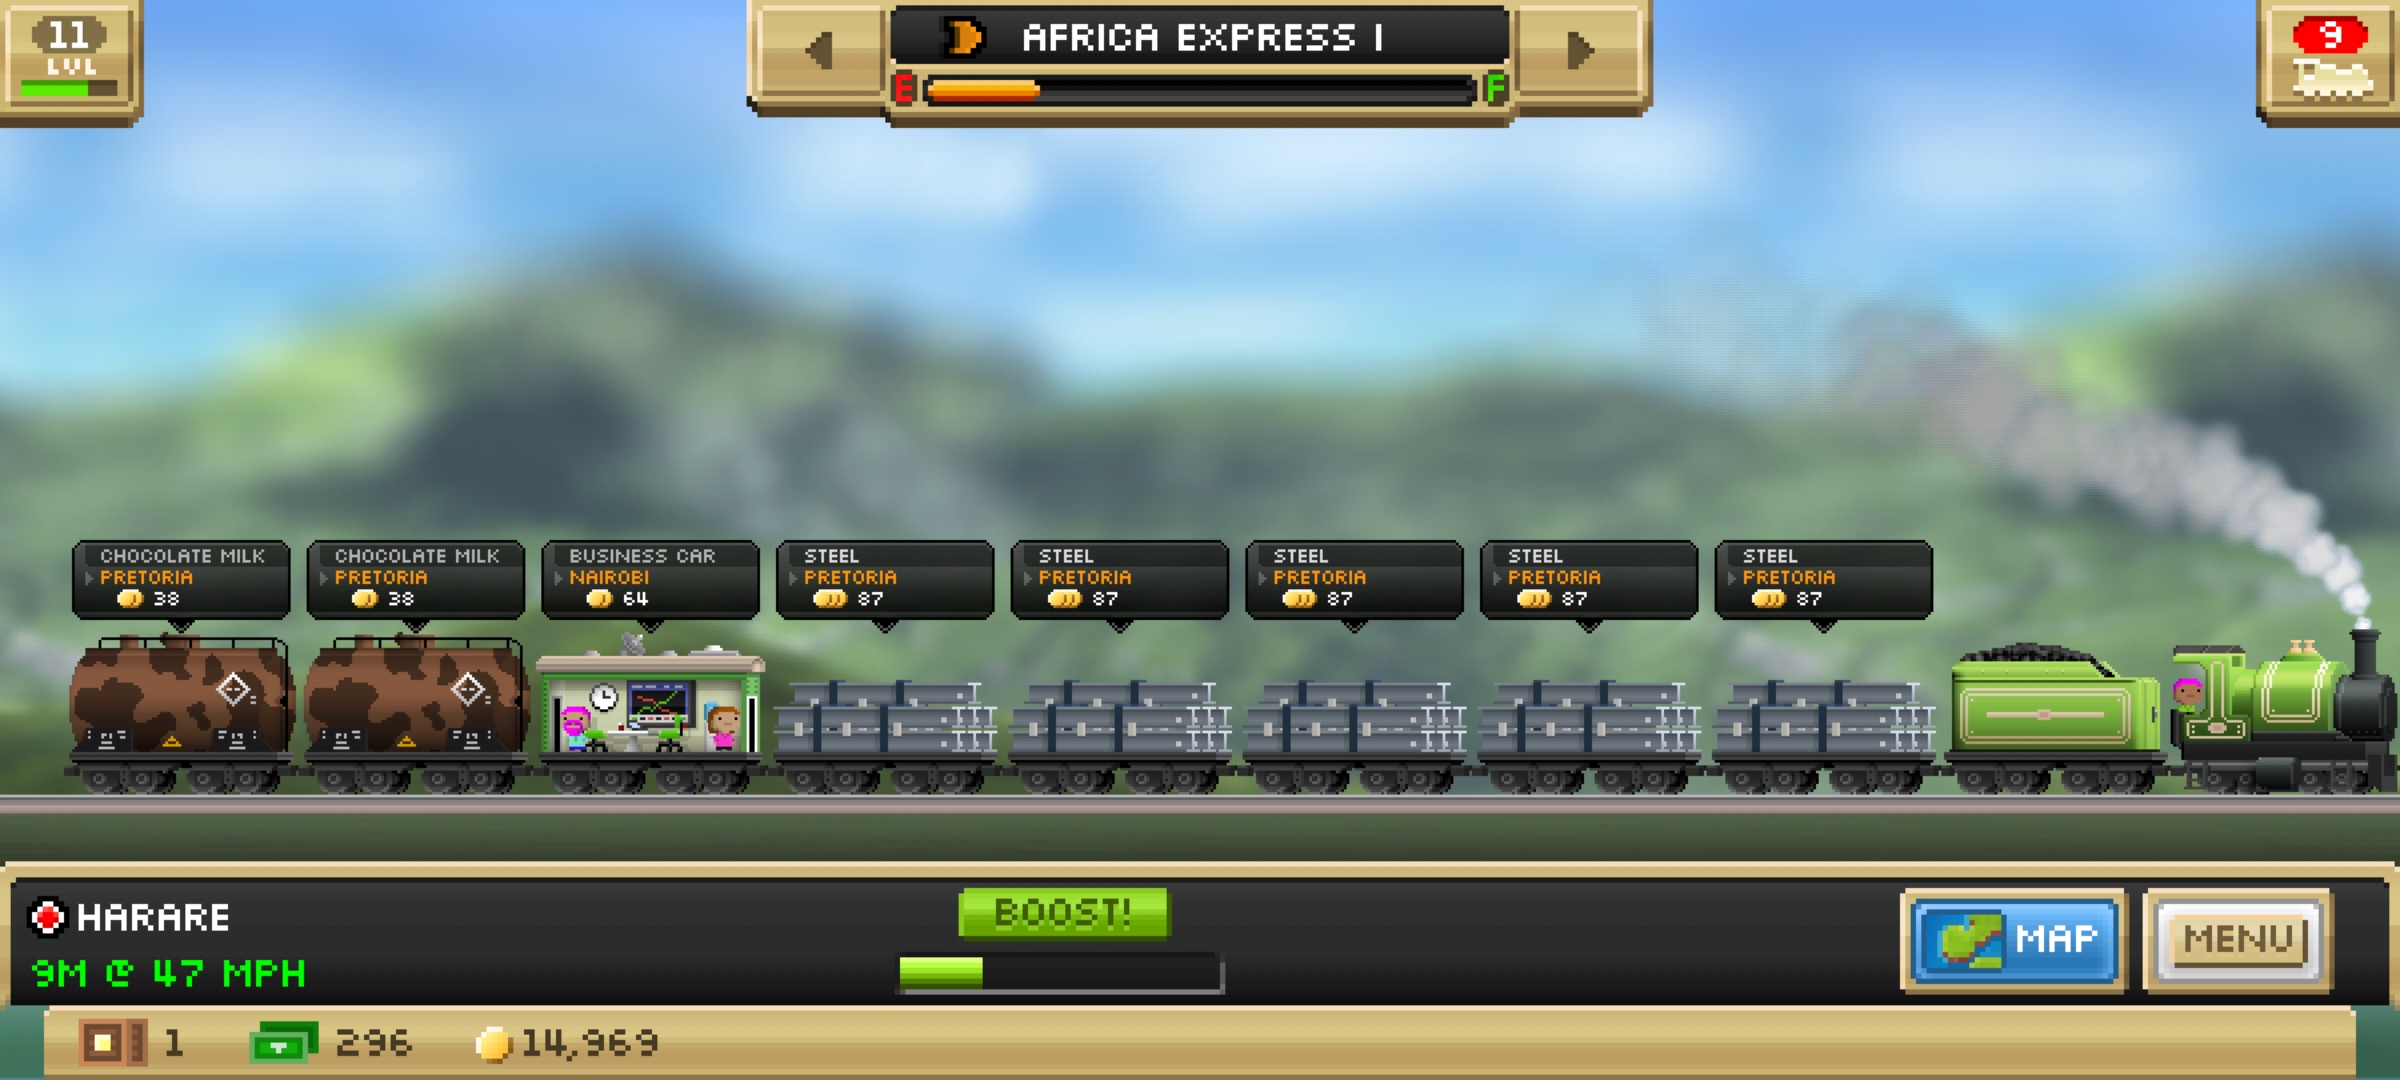 11
LVL
AFRICA EXPRESS I
E
F
9
CHOCOLATE MILK
PRETORIA
38
CHOCOLATE MILK
PRETORIA
38
BUSINESS CAR
NAIROBI
64
STEEL
PRETORIA
87
STEEL
PRETORIA
87
STEEL
PRETORIA
87
STEEL
PRETORIA
87
STEEL
PRETORIA
87
HARARE
9M @ 47 MPH
BOOST!
MAP
MENU
1
296
14,969